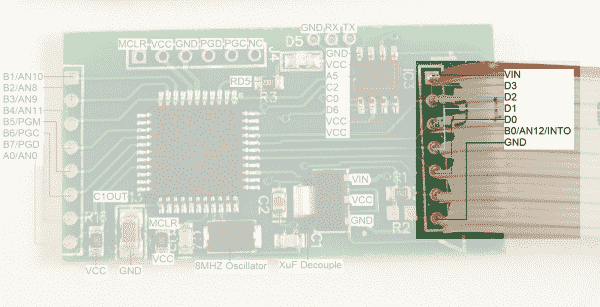 GND RX TX
D5
MCLR VCC GND PGD PGC NC
J4
GND
VCC
A5
C2
C0
D6
VCC
VCC
RD5
R3
B1/AN10
B2/AN8
B3/AN9
B4/AN11
B5/PGM
B6/PGC
B7/PGD
A0/AN0
VIN
D3
D2
D1
D0
B0/AN12/INTO
GND
VIN
VCC
GND
C1OUT
MCLR
C2
R2
C1
VCC
GND
VCC
8MHZ Oscillator
XuF Decouple